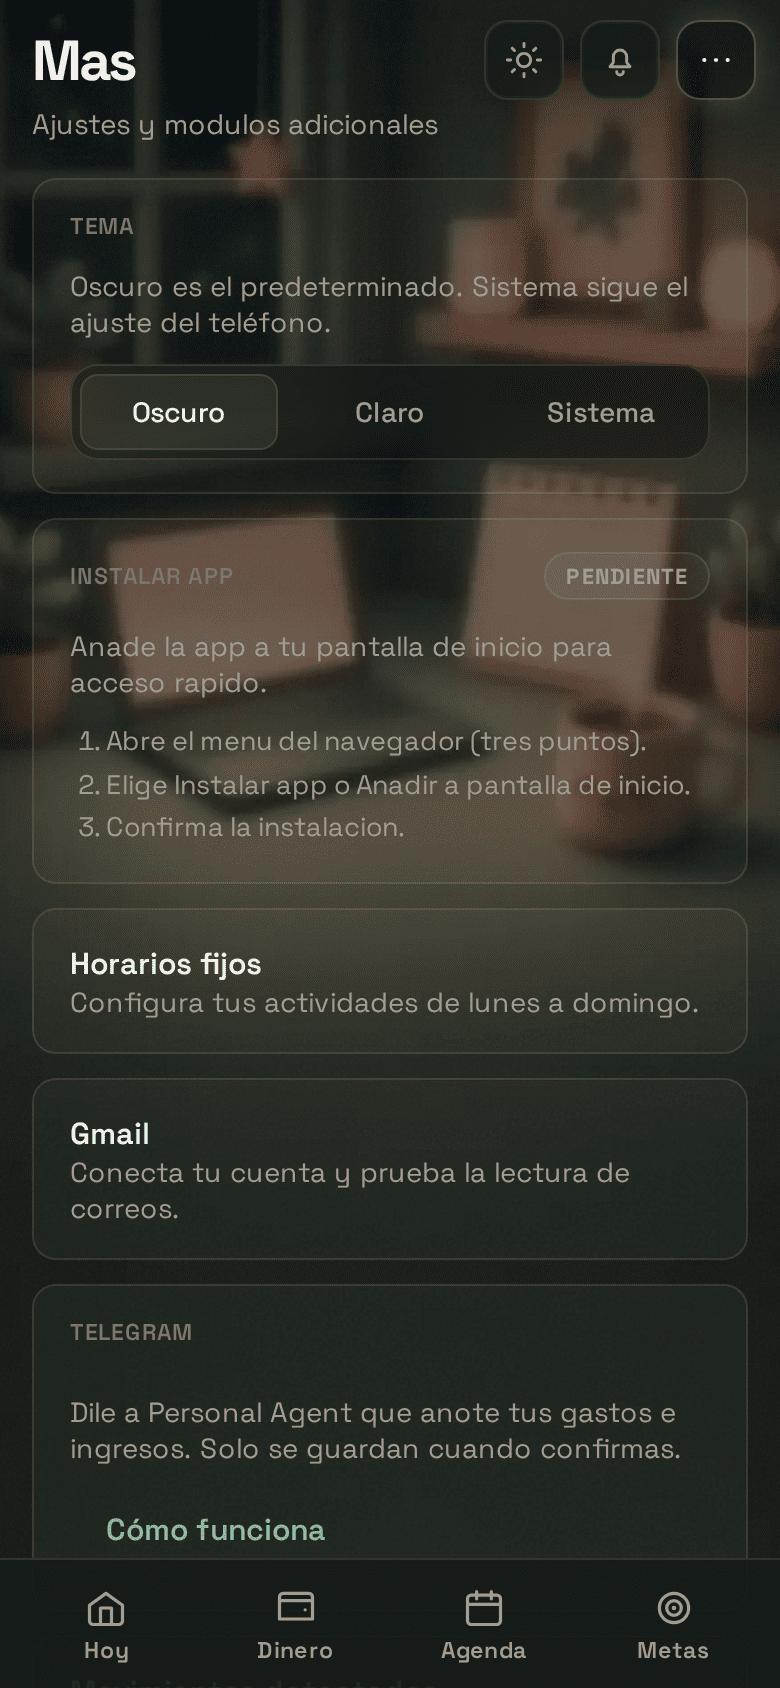 Mas
Ajustes y modulos adicionales
TEMA
Oscuro es el predeterminado. Sistema sigue el
ajuste del teléfono.
Oscuro
Claro
Sistema
INSTALAR APP
PENDIENTE
Anade la app a tu pantalla de inicio para
acceso rapido.
1. Abre el menu del navegador (tres puntos).
2. Elige Instalar app o Anadir a pantalla de inicio.
3. Confirma la instalacion.
Horarios fijos
Configura tus actividades de lunes a domingo.
Gmail
Conecta tu cuenta y prueba la lectura de
correos.
TELEGRAM
Dile a Personal Agent que anote tus gastos e
ingresos. Solo se guardan cuando confirmas.
Cómo funciona
Hoy
Dinero
Agenda
Metas